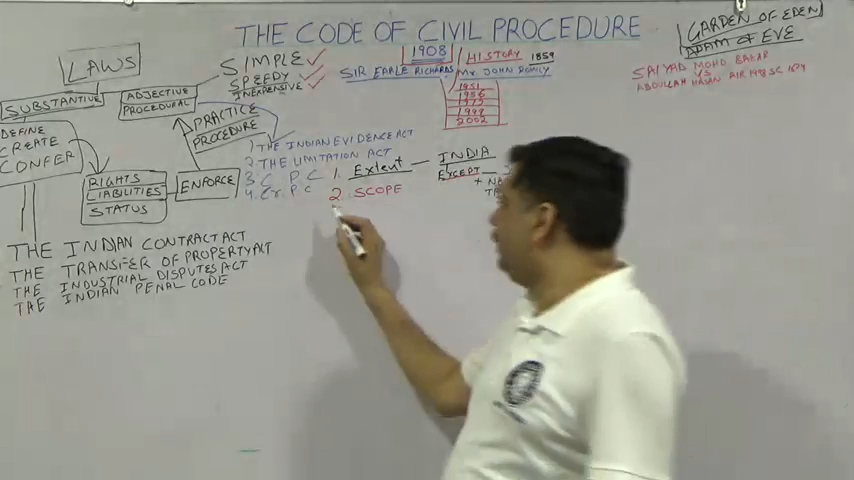 THE CODE OF CIVIL PROCEDURE
GARDEN OF EDEN
ADAM OF EVE
SAIYAD MOHD BAKAR
VS
ABDULLAH HASAN AIR 1998 SC
1908
HISTORY 1859
SIR EARLE RICHARDS
Mr. JOHN ROMILY
1951
1956
1999
2002
LAWS
SUBSTANTIVE
ADJECTIVE
PROCEDURAL
SIMPLE
SPEEDY
INEXPENSIVE
DEFINE
CREATE
CONFER
PRACTICE
PROCEDURE
RIGHTS
LIABILITIES
STATUS
ENFORCE
1 THE INDIAN EVIDENCE ACT
2. THE LIMITATION ACT
3. C P C
4. Cr. P C
1. Extent — INDIA
EXCEPT — J
+ NA
2. SCOPE
THE INDIAN CONTRACT ACT
THE TRANSFER OF PROPERTY ACT
THE INDUSTRIAL DISPUTES ACT
THE INDIAN PENAL CODE